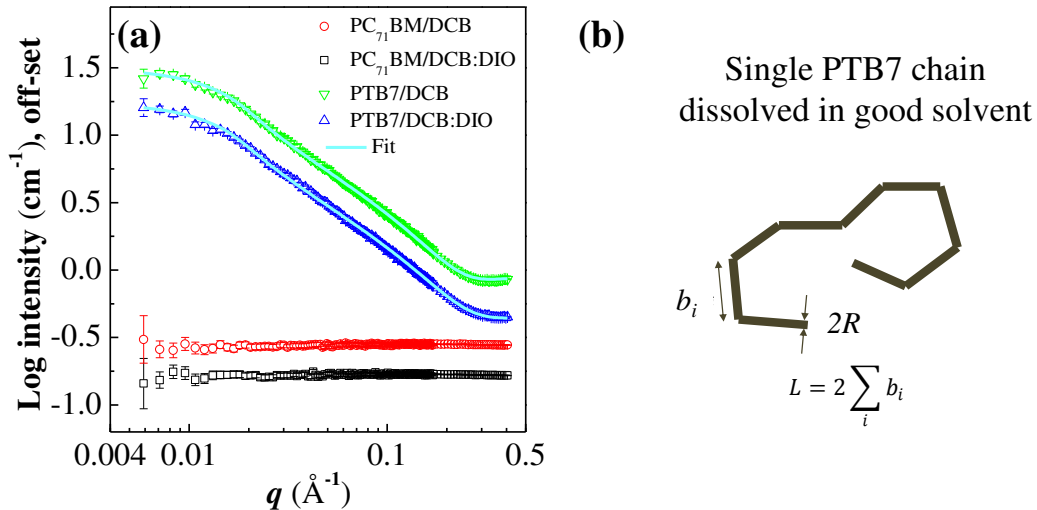 (a)
PC71BM/DCB
PC71BM/DCB:DIO
PTB7/DCB
PTB7/DCB:DIO
Fit
Log intensity (cm-1), off-set
1.5
1.0
0.5
0.0
-0.5
-1.0
0.004
0.01
0.1
0.5
q (Å-1)
(b)
Single PTB7 chain
dissolved in good solvent
bi
2R
L = 2 ∑i bi